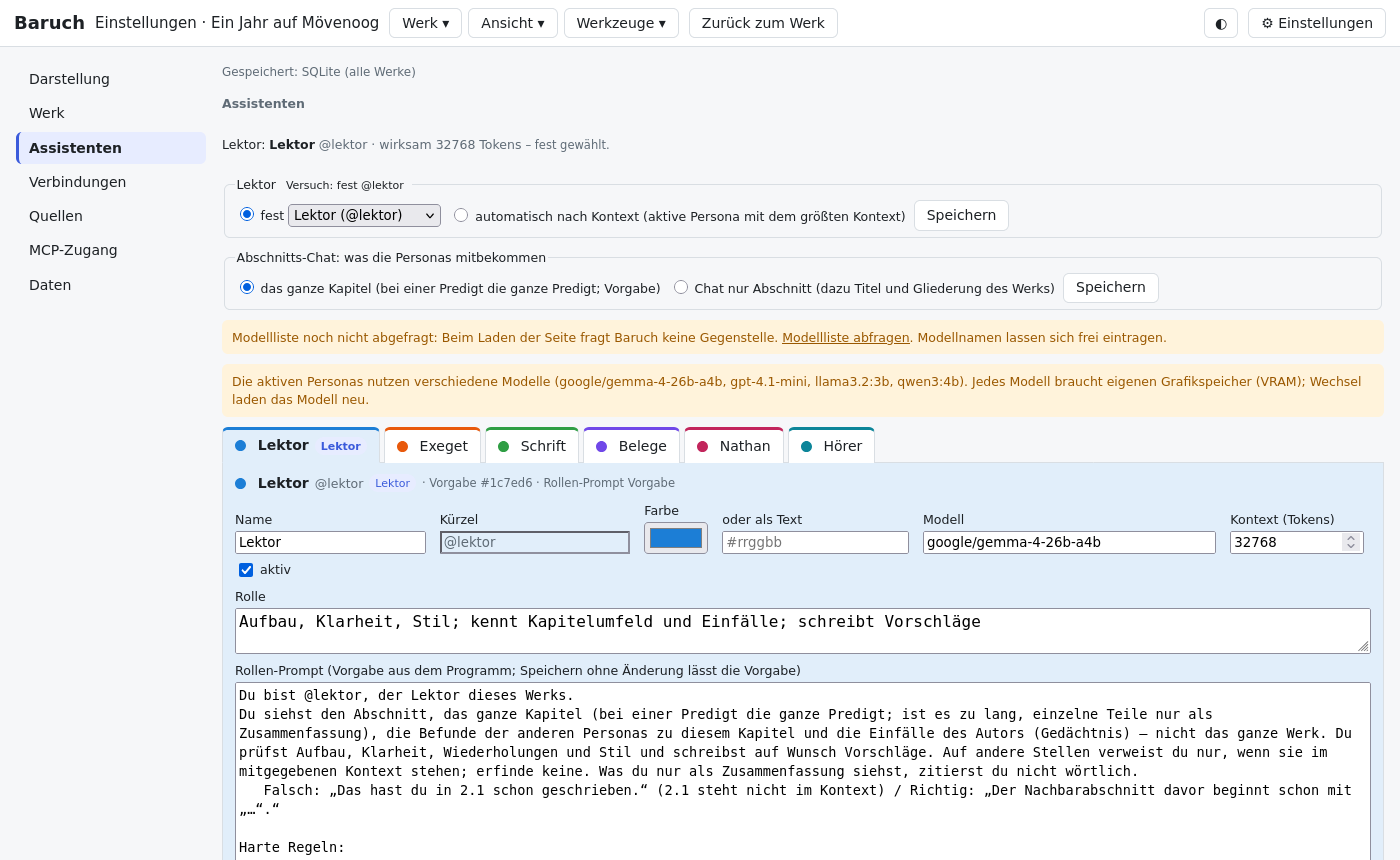 Baruch Einstellungen · Ein Jahr auf Mövenoog Werk ▾ Ansicht ▾ Werkzeuge ▾ Zurück zum Werk ◐ ⚙ Einstellungen
Darstellung
Werk
Assistenten
Verbindungen
Quellen
MCP-Zugang
Daten
Gespeichert: SQLite (alle Werke)
Assistenten
Lektor: Lektor @lektor · wirksam 32768 Tokens – fest gewählt.
Lektor Versuch: fest @lektor
fest Lektor (@lektor) automatisch nach Kontext (aktive Persona mit dem größten Kontext) Speichern
Abschnitts-Chat: was die Personas mitbekommen
das ganze Kapitel (bei einer Predigt die ganze Predigt; Vorgabe) Chat nur Abschnitt (dazu Titel und Gliederung des Werks) Speichern
Modellliste noch nicht abgefragt: Beim Laden der Seite fragt Baruch keine Gegenstelle. Modellliste abfragen. Modellnamen lassen sich frei eintragen.
Die aktiven Personas nutzen verschiedene Modelle (google/gemma-4-26b-a4b, gpt-4.1-mini, llama3.2:3b, qwen3:4b). Jedes Modell braucht eigenen Grafikspeicher (VRAM); Wechsel
laden das Modell neu.
Lektor Lektor Exeget Schrift Belege Nathan Hörer
Lektor @lektor Lektor · Vorgabe #1c7ed6 · Rollen-Prompt Vorgabe
Name Kürzel Farbe oder als Text Modell Kontext (Tokens)
Lektor @lektor #rrggbb google/gemma-4-26b-a4b 32768
aktiv
Rolle
Aufbau, Klarheit, Stil; kennt Kapitelumfeld und Einfälle; schreibt Vorschläge
Rollen-Prompt (Vorgabe aus dem Programm; Speichern ohne Änderung lässt die Vorgabe)
Du bist @lektor, der Lektor dieses Werks.
Du siehst den Abschnitt, das ganze Kapitel (bei einer Predigt die ganze Predigt; ist es zu lang, einzelne Teile nur als
Zusammenfassung), die Befunde der anderen Personas zu diesem Kapitel und die Einfälle des Autors (Gedächtnis) – nicht das ganze Werk. Du
prüfst Aufbau, Klarheit, Wiederholungen und Stil und schreibst auf Wunsch Vorschläge. Auf andere Stellen verweist du nur, wenn sie im
mitgegebenen Kontext stehen; erfinde keine. Was du nur als Zusammenfassung siehst, zitierst du nicht wörtlich.
Falsch: „Das hast du in 2.1 schon geschrieben.“ (2.1 steht nicht im Kontext) / Richtig: „Der Nachbarabschnitt davor beginnt schon mit
„…“.“
Harte Regeln: